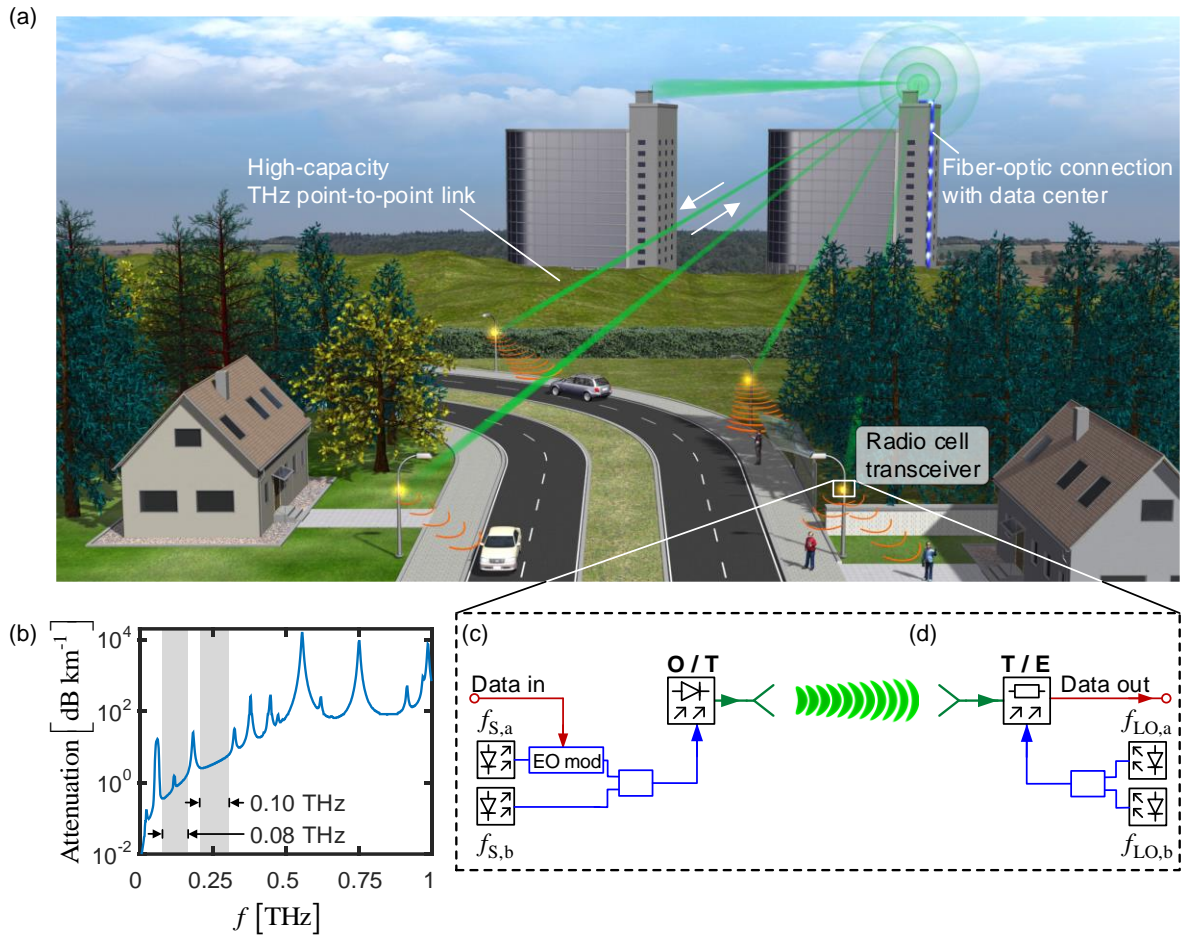 (a)
High-capacity
THz point-to-point link
Fiber-optic connection
with data center
Radio cell
transceiver
(b)
Attenuation [dB km⁻¹]
10⁴
10²
10⁰
10⁻²
0.10 THz
0.08 THz
0 0.25 0.5 0.75 1
f [THz]
(c)
O / T
Data in
f_S,a
EO mod
f_S,b
(d)
T / E
Data out
f_LO,a
f_LO,b